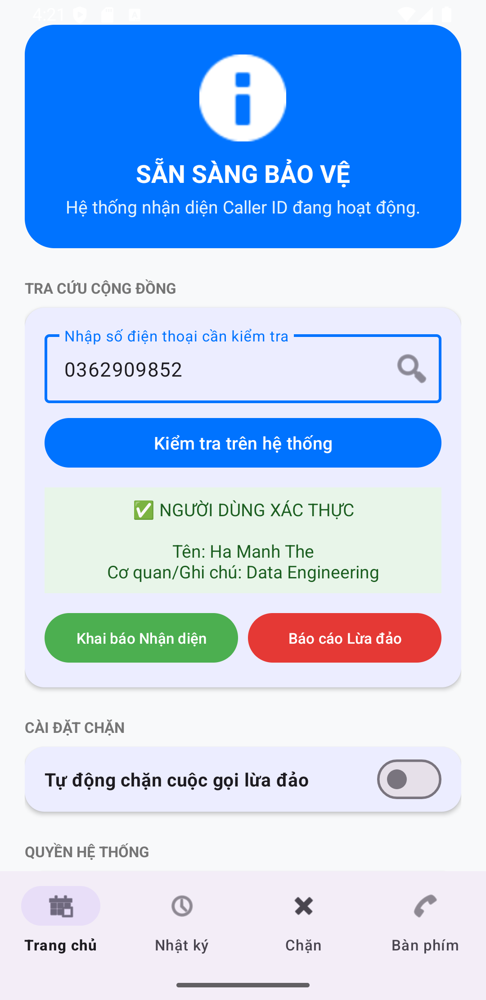 4:21
SẴN SÀNG BẢO VỆ
Hệ thống nhận diện Caller ID đang hoạt động.
TRA CỨU CỘNG ĐỒNG
Nhập số điện thoại cần kiểm tra
0362909852
Kiểm tra trên hệ thống
✅ NGƯỜI DÙNG XÁC THỰC
Tên: Ha Manh The
Cơ quan/Ghi chú: Data Engineering
Khai báo Nhận diện
Báo cáo Lừa đảo
CÀI ĐẶT CHẶN
Tự động chặn cuộc gọi lừa đảo
QUYỀN HỆ THỐNG
Trang chủ
Nhật ký
Chặn
Bàn phím